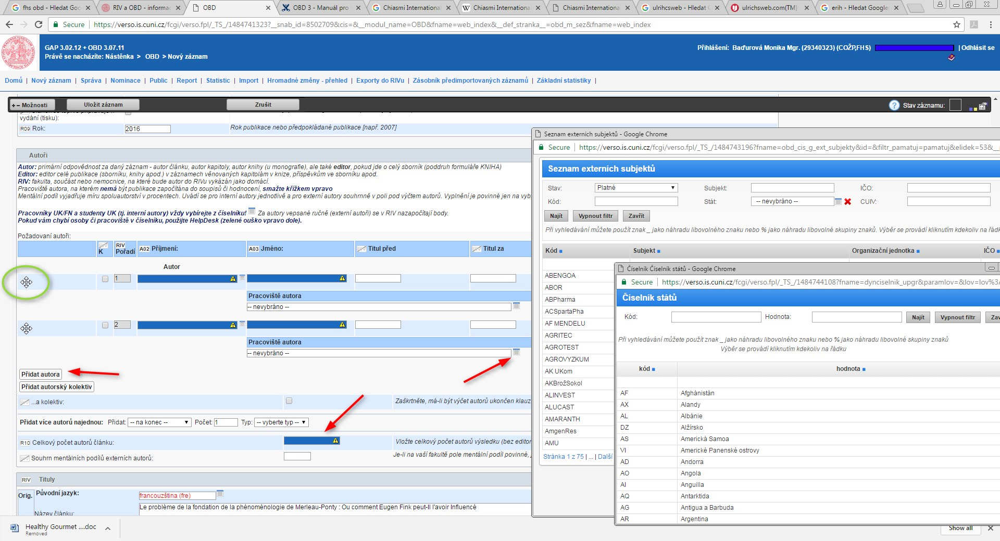 fhs obd - Hledat Goo
RIV a OBD - informac
OBD
OBD 3 - Manuál pro
Chiasmi International
Chiasmi International
Chiasmi International
ulrihcsweb - Hledat
ulrichsweb.com(TM)
erih - Hledat Google
Secure | https://verso.is.cuni.cz/fcgi/verso.fpl/_TS_/1484741323?__snab_id=8502709&cis=&__modul_name=OBD&fname=web_index&__def_stranka__=obd_m_sez&fname=web_index
GAP 3.02.12 + OBD 3.07.11
Právě se nacházíte: Nástěnka > OBD > Nový záznam
Přihlášení: Baďurová Monika Mgr. (29340323) (COŽP,FHS) | Odhlásit se
Domů | Nový záznam | Správa | Nominace | Public | Report | Statistic | Import | Hromadné změny - přehled | Exporty do RIVu | Zásobník předimportovaných záznamů | Základní statistiky |
Možnosti Uložit záznam Zrušit Stav záznamu:
vydání (tisku):
R09 Rok: 2016 Rok publikace nebo předpokládané publikace [např. 2007]
Autoři
Autor: primární odpovědnost za daný záznam - autor článku, autor kapitoly, autor knihy (u monografie), ale také editor, pokud jde o celý sborník (poddruh formuláře KNIHA)
Editor: editor celé publikace (sborníku, knihy apod.) v záznamech věnovaných kapitolám v knize, příspěvkům ve sborníku apod.
RIV: fakulta, součást nebo nemocnice, na které bude autor do RIVu vykázán jako domácí.
Pracoviště autora, na kterém nemá být publikace započítána do soupisů či hodnocení, smažte křížkem vpravo
Mentální podíl vyjadřuje míru spoluautorství v procentech. Uvádí se pro interní autory jednotlivě a pro externí autory souhrnně v poli pod výčtem autorů. Vyplnění je povinné jen na vyb
Pracovníky UK/FN a studenty UK (tj. interní autory) vždy vybírejte z číselníku! Za autory vepsané ručně (externí autoři) se v RIV nazapočítají body.
Pokud vám chybí osoby či pracoviště v číselníku, použijte HelpDesk (zelené ouško vpravo dole).
Požadovaní autoři:
K RIV Pořadí A02 Příjmení: A03 Jméno: Titul před Titul za
Autor
1
Pracoviště autora
-- nevybráno --
2
Pracoviště autora
-- nevybráno --
Přidat autora
Přidat autorský kolektiv
...a kolektiv: Zaškrtněte, má-li být výčet autorů ukončen klauz
Přidat více autorů najednou: Přidat: -- na konec -- Počet: 1 Typ: -- vyberte typ --
R10 Celkový počet autorů článku: Vložte celkový počet autorů výsledku (bez editor
Souhrn mentálních podílů externích autorů: Je-li na vaší fakultě pole mentální podíl povinné,
RIV Tituly
Orig. Původní jazyk: francouzština (fre)
Název článku: Le problème de la fondation de la phénoménologie de Merleau-Ponty : Ou comment Eugen Fink peut-Il l'avoir Influencé
Seznam externích subjektů - Google Chrome
Secure | https://verso.is.cuni.cz/fcgi/verso.fpl/_TS_/1484743196?fname=obd_cis_g_ext_subjekty&id=&filtr_pamatuj=pamatuj&elidek=53&__
Seznam externích subjektů
Stav: Platné Subjekt: IČO:
Kód: Stát: -- nevybráno -- CUIV:
Najít Vypnout filtr Zavřít
Při vyhledávání můžete použít znak _ jako náhradu libovolného znaku nebo % jako náhradu libovolné skupiny znaků. Výběr se provádí kliknutím kdekoliv na řádk
Kód Subjekt Organizační jednotka IČO
ABENGOA
ABOR
ABPharma
ACSpartaPha
AF MENDELU
AGRITEC
AGROTEST
AGROVYZKUM
AK UKom
AKBrožSokol
ALINVEST
ALUCAST
AMARANTH
AmgenRes
AMU
Stránka 1 z 75 | ... | Další
Číselník Číselník států - Google Chrome
Secure | https://verso.is.cuni.cz/fcgi/verso.fpl/_TS_/1484744108?fname=dynciselnik_upgr&paramlov=&lov=lov%3
Číselník států
Kód: Hodnota: Najít Vypnout filtr Zav
Při vyhledávání můžete použít znak _ jako náhradu libovolného znaku nebo % jako náhradu libovolné skupiny znaků
Výběr se provádí kliknutím kdekoliv na řádku
kód hodnota
AF Afghánistán
AX Alandy
AL Albánie
DZ Alžírsko
AS Americká Samoa
VI Americké Panenské ostrovy
AD Andorra
AO Angola
AI Anguilla
AQ Antarktida
AG Antigua a Barbuda
AR Argentina
Healthy Gourmet ....doc
Removed
Show all